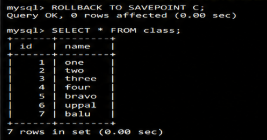 mysql> ROLLBACK TO SAVEPOINT C;
Query OK, 0 rows affected (0.00 sec)
mysql> SELECT * FROM class;
+------+-------+
| id   | name  |
+------+-------+
|    1 | one   |
|    2 | two   |
|    3 | three |
|    4 | four  |
|    5 | bravo |
|    6 | uppal |
|    7 | balu  |
+------+-------+
7 rows in set (0.00 sec)